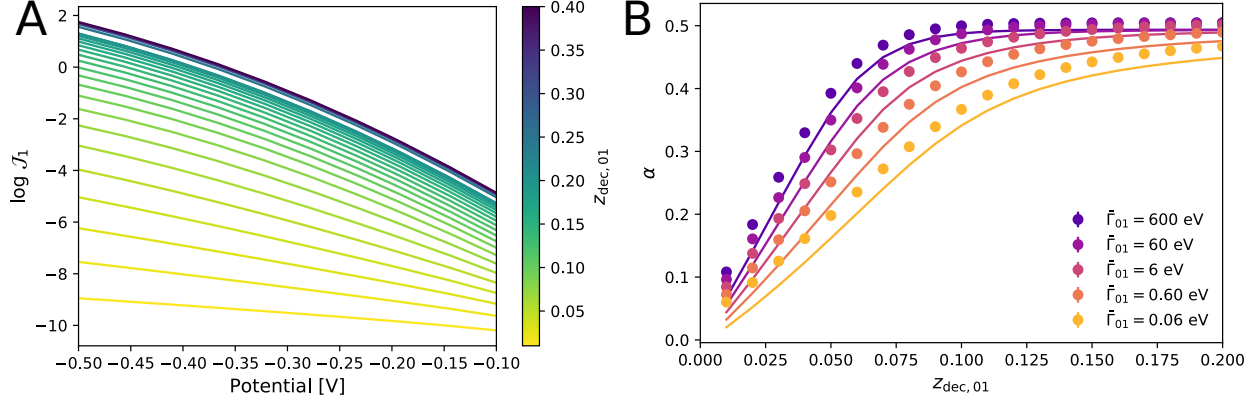 A
log 𝒥₁
2
0
−2
−4
−6
−8
−10
−0.50 −0.45 −0.40 −0.35 −0.30 −0.25 −0.20 −0.15 −0.10
Potential [V]
0.40
0.35
0.30
0.25
0.20
0.15
0.10
0.05
z_dec, 01
B
α
0.5
0.4
0.3
0.2
0.1
0.0
0.000 0.025 0.050 0.075 0.100 0.125 0.150 0.175 0.200
z_dec, 01
Γ̄₀₁ = 600 eV
Γ̄₀₁ = 60 eV
Γ̄₀₁ = 6 eV
Γ̄₀₁ = 0.60 eV
Γ̄₀₁ = 0.06 eV